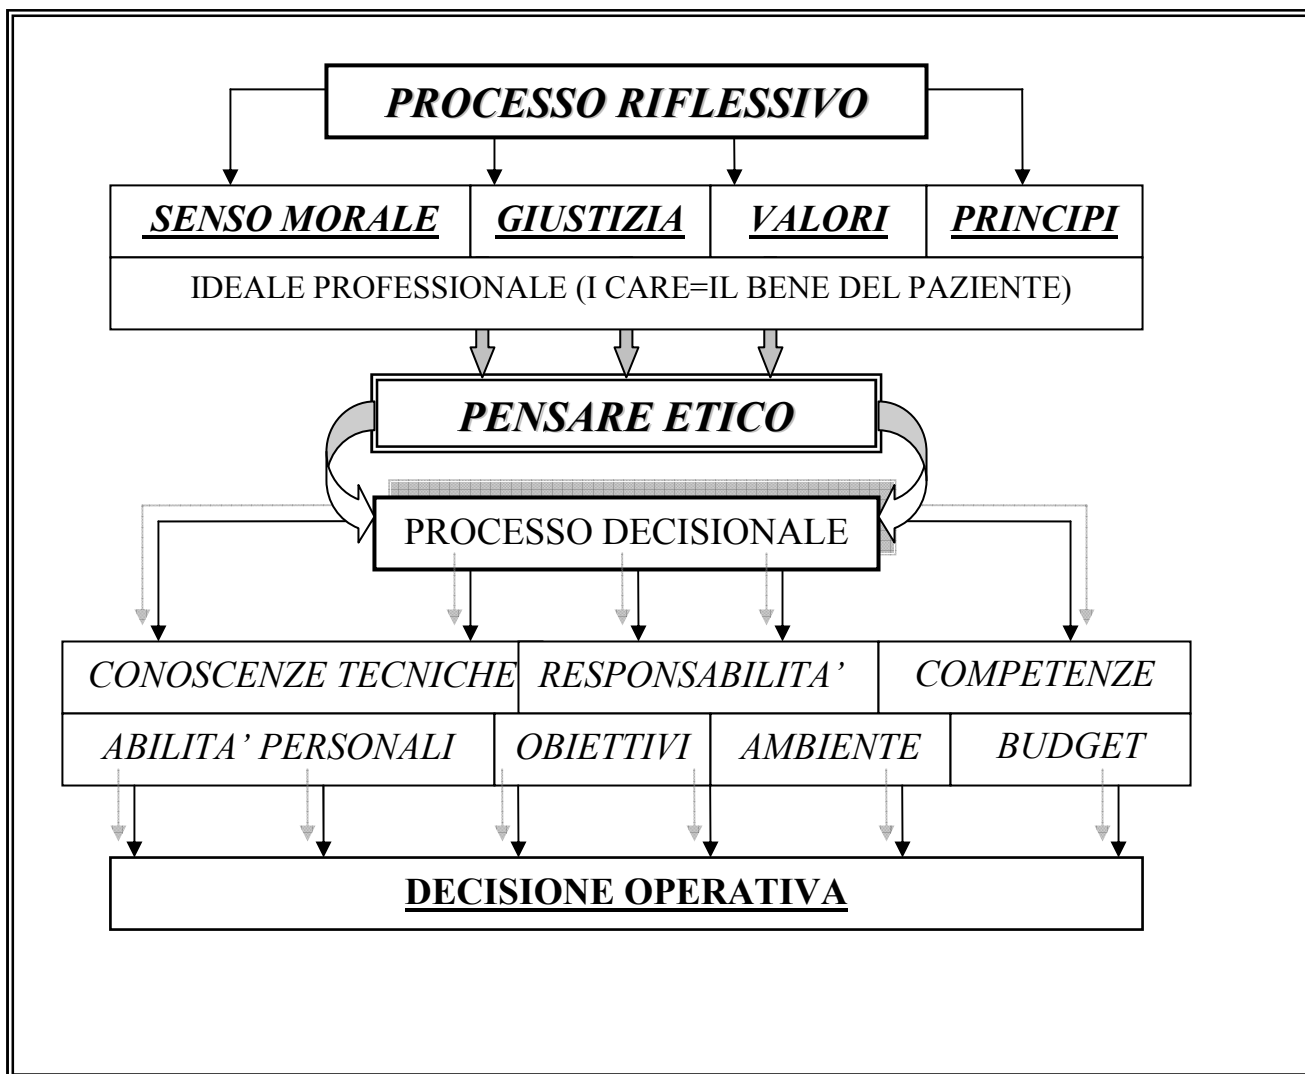 PROCESSO RIFLESSIVO
SENSO MORALE GIUSTIZIA VALORI PRINCIPI
IDEALE PROFESSIONALE (I CARE=IL BENE DEL PAZIENTE)
PENSARE ETICO
PROCESSO DECISIONALE
CONOSCENZE TECNICHE RESPONSABILITA’ COMPETENZE
ABILITA’ PERSONALI OBIETTIVI AMBIENTE BUDGET
DECISIONE OPERATIVA